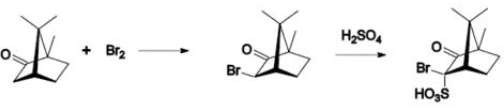 O + Br₂ O Br H₂SO₄ O Br HO₃S